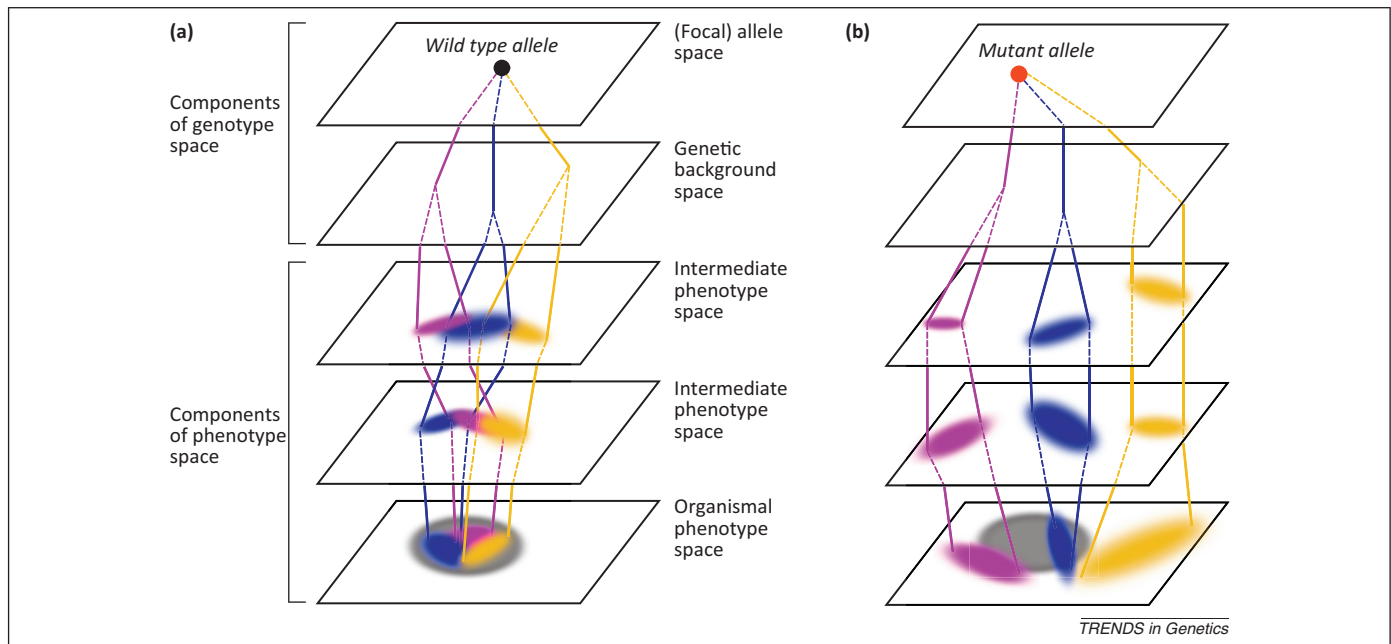 (a)
Wild type allele
(Focal) allele
space
Components
of genotype
space
Genetic
background
space
Intermediate
phenotype
space
Components
of phenotype
space
Intermediate
phenotype
space
Organismal
phenotype
space
(b)
Mutant allele
TRENDS in Genetics